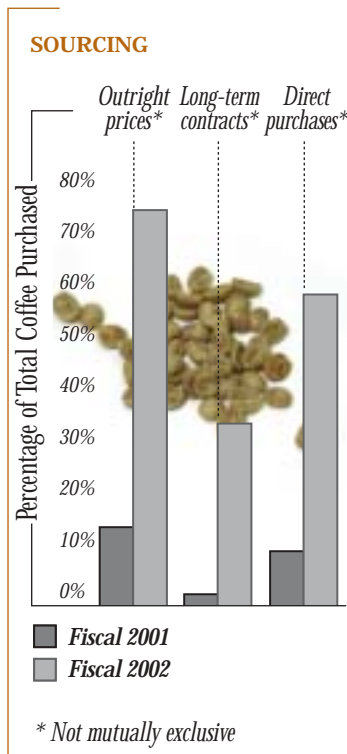 SOURCING
Outright Long-term Direct
prices* contracts* purchases*
Percentage of Total Coffee Purchased
80%
70%
60%
50%
40%
30%
20%
10%
0%
Fiscal 2001
Fiscal 2002
* Not mutually exclusive